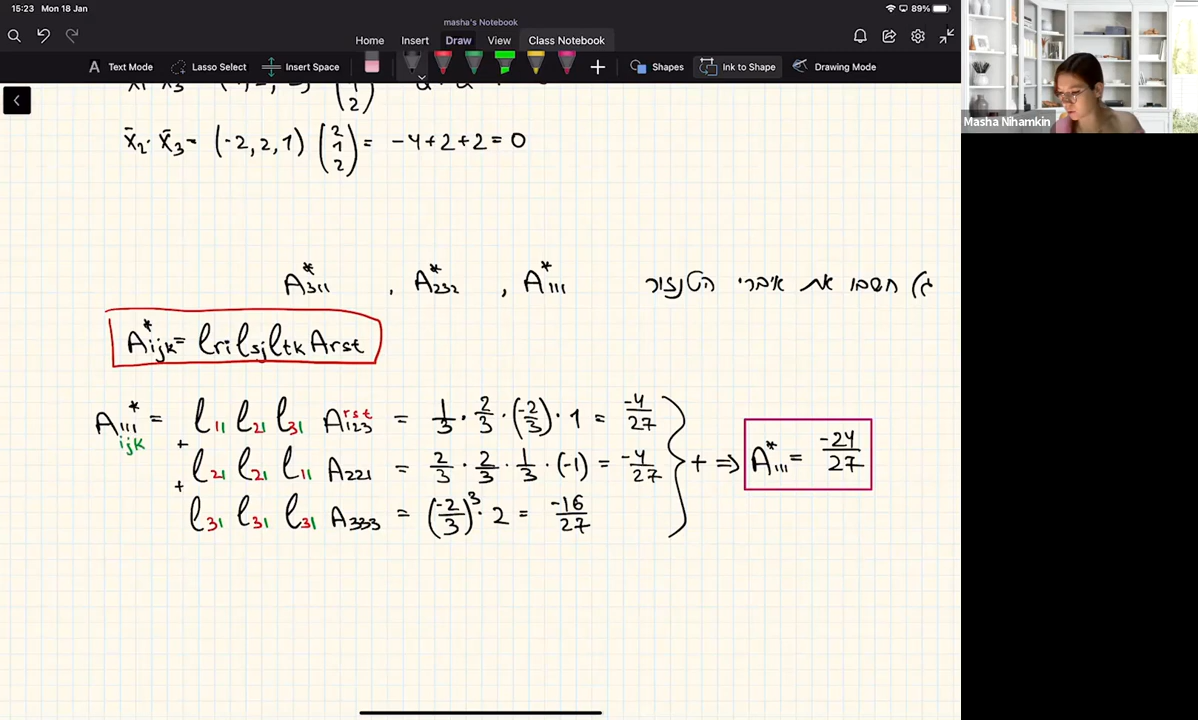 15:23 Mon 18 Jan
89%
masha's Notebook
Home Insert Draw View Class Notebook
Text Mode Lasso Select Insert Space Shapes Ink to Shape Drawing Mode
Masha Nihamkin
x̄₂· x̄₃= (-2,2,1) (2 1 2) = -4+2+2=0
ג) חשבו את איברי הטנזור A*₁₁₁ , A*₂₃₂ , A*₃₁₁
A*ijk= ℓri ℓsj ℓtk Arst
A*₁₁₁ = ℓ₁₁ ℓ₂₁ ℓ₃₁ A₁₂₃ rst = 1/3 · 2/3 · (-2/3) · 1 = -4/27
ijk
+ ℓ₂₁ ℓ₂₁ ℓ₁₁ A₂₂₁ = 2/3 · 2/3 · 1/3 · (-1) = -4/27 } + ⇒ A*₁₁₁ = -24/27
+ ℓ₃₁ ℓ₃₁ ℓ₃₁ A₃₃₃ = (-2/3)³ · 2 = -16/27